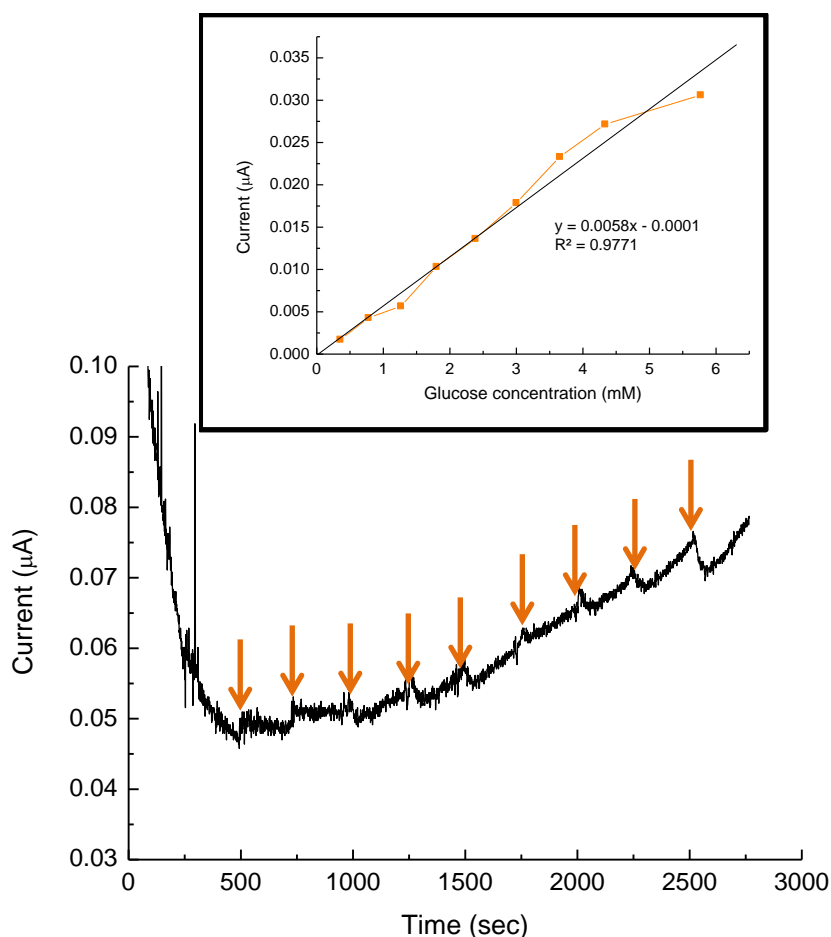 0.035
0.030
0.025
0.020
0.015
0.010
0.005
0.000
Current (µA)
y = 0.0058x - 0.0001
R² = 0.9771
0 1 2 3 4 5 6
Glucose concentration (mM)
0.10
0.09
0.08
0.07
0.06
0.05
0.04
0.03
Current (µA)
0 500 1000 1500 2000 2500 3000
Time (sec)